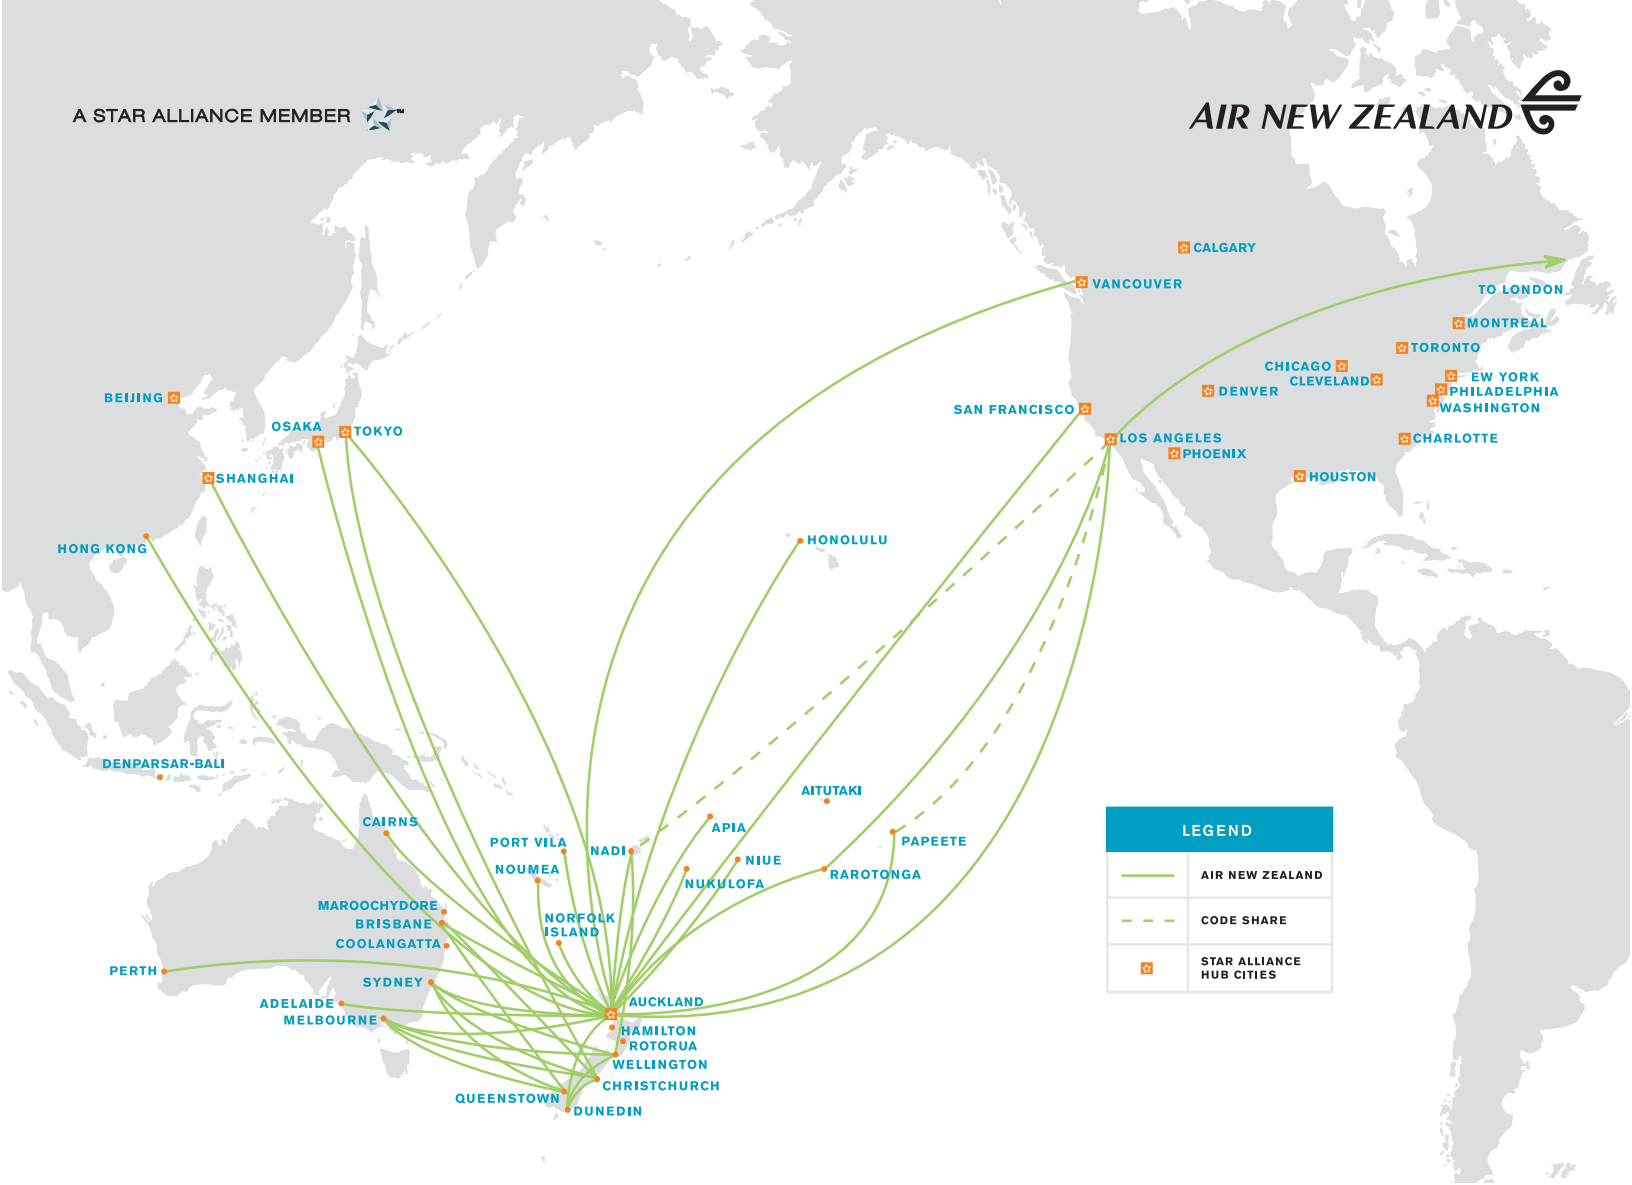 A STAR ALLIANCE MEMBER
AIR NEW ZEALAND
CALGARY
VANCOUVER
TO LONDON
MONTREAL
TORONTO
CHICAGO
CLEVELAND
EW YORK
DENVER
PHILADELPHIA
WASHINGTON
BEIJING
SAN FRANCISCO
OSAKA
TOKYO
LOS ANGELES
CHARLOTTE
PHOENIX
SHANGHAI
HOUSTON
HONG KONG
HONOLULU
DENPARSAR-BALI
AITUTAKI
CAIRNS
APIA
PORT VILA
NADI
PAPEETE
NOUMEA
NIUE
NUKULOFA
RAROTONGA
MAROOCHYDORE
BRISBANE
NORFOLK
ISLAND
COOLANGATTA
PERTH
SYDNEY
ADELAIDE
MELBOURNE
AUCKLAND
HAMILTON
ROTORUA
WELLINGTON
CHRISTCHURCH
QUEENSTOWN
DUNEDIN
LEGEND
AIR NEW ZEALAND
CODE SHARE
STAR ALLIANCE
HUB CITIES